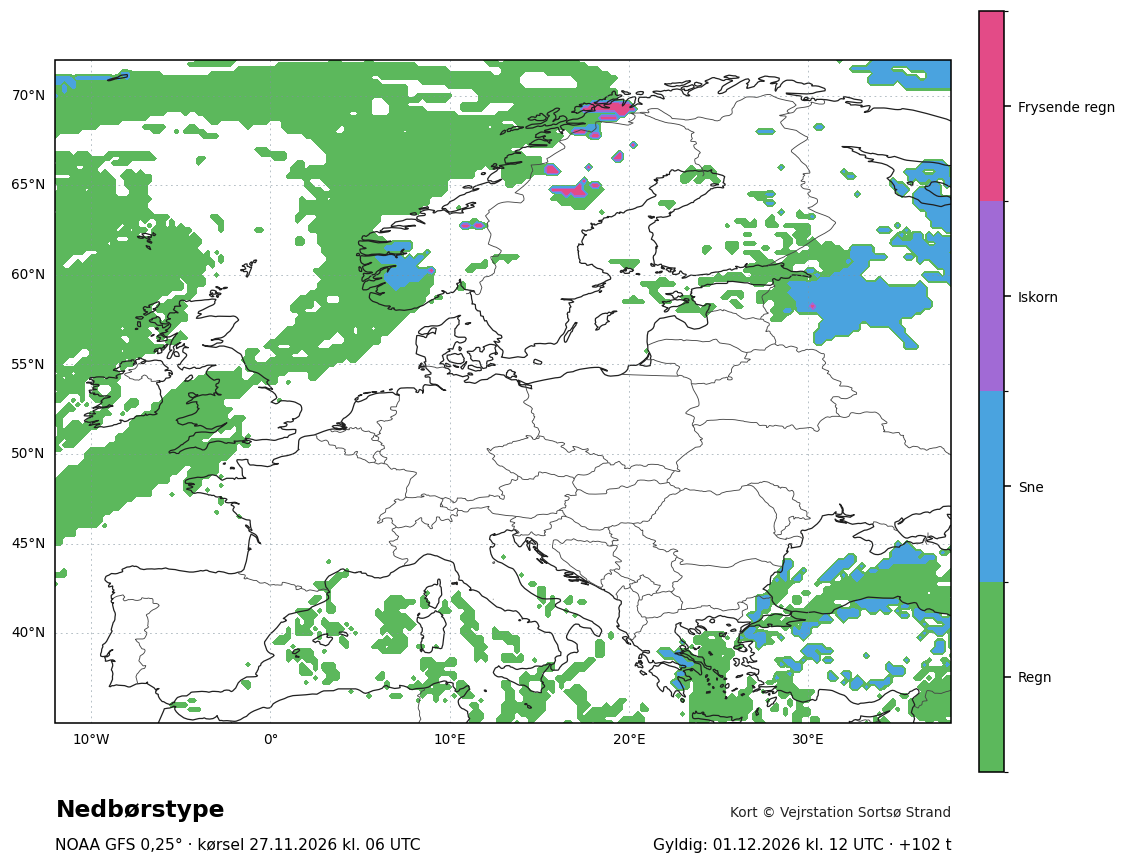 70°N
65°N
60°N
55°N
50°N
45°N
40°N
10°W
0°
10°E
20°E
30°E
Frysende regn
Iskorn
Sne
Regn
Nedbørstype
Kort © Vejrstation Sortsø Strand
NOAA GFS 0,25° · kørsel 27.11.2026 kl. 06 UTC
Gyldig: 01.12.2026 kl. 12 UTC · +102 t